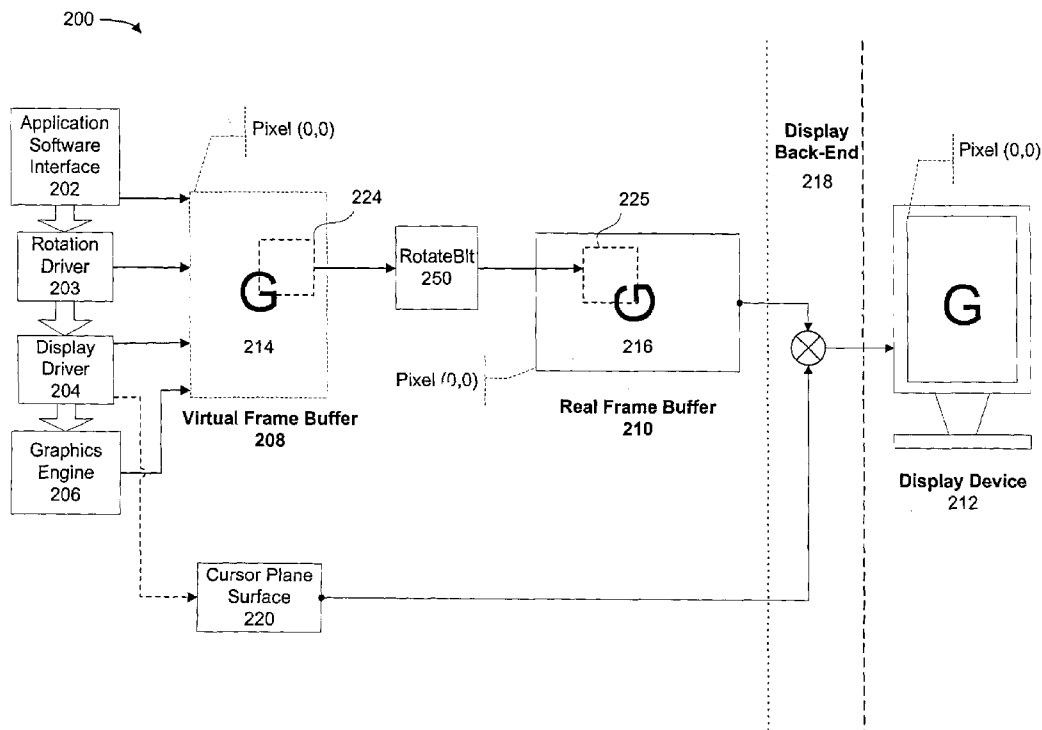 200
Application
Software
Interface
202
Rotation
Driver
203
Display
Driver
204
Graphics
Engine
206
Pixel (0,0)
224
G
214
Virtual Frame Buffer
208
RotateBlt
250
225
G
216
Pixel (0,0)
Real Frame Buffer
210
Cursor Plane
Surface
220
Display
Back-End
218
Pixel (0,0)
G
Display Device
212